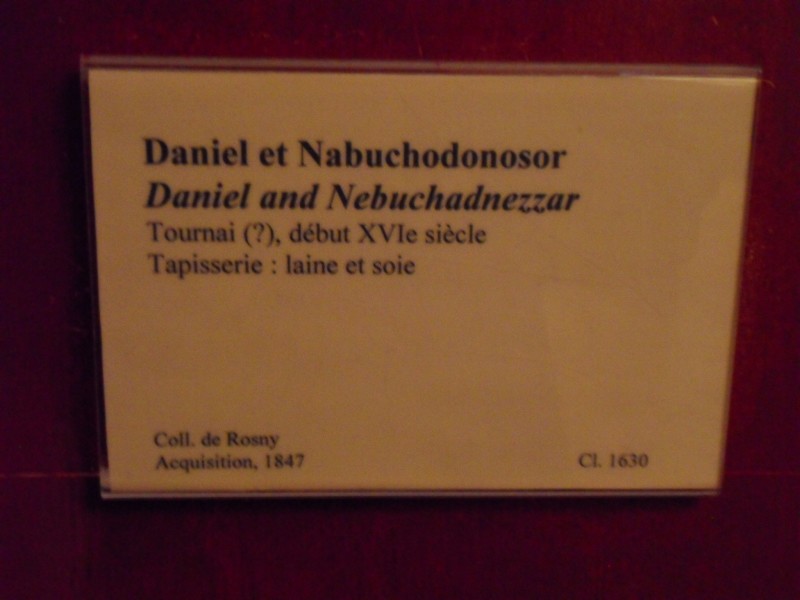 Daniel et Nabuchodonosor
Daniel and Nebuchadnezzar
Tournai (?), début XVIe siècle
Tapisserie : laine et soie
Coll. de Rosny
Acquisition, 1847
Cl. 1630